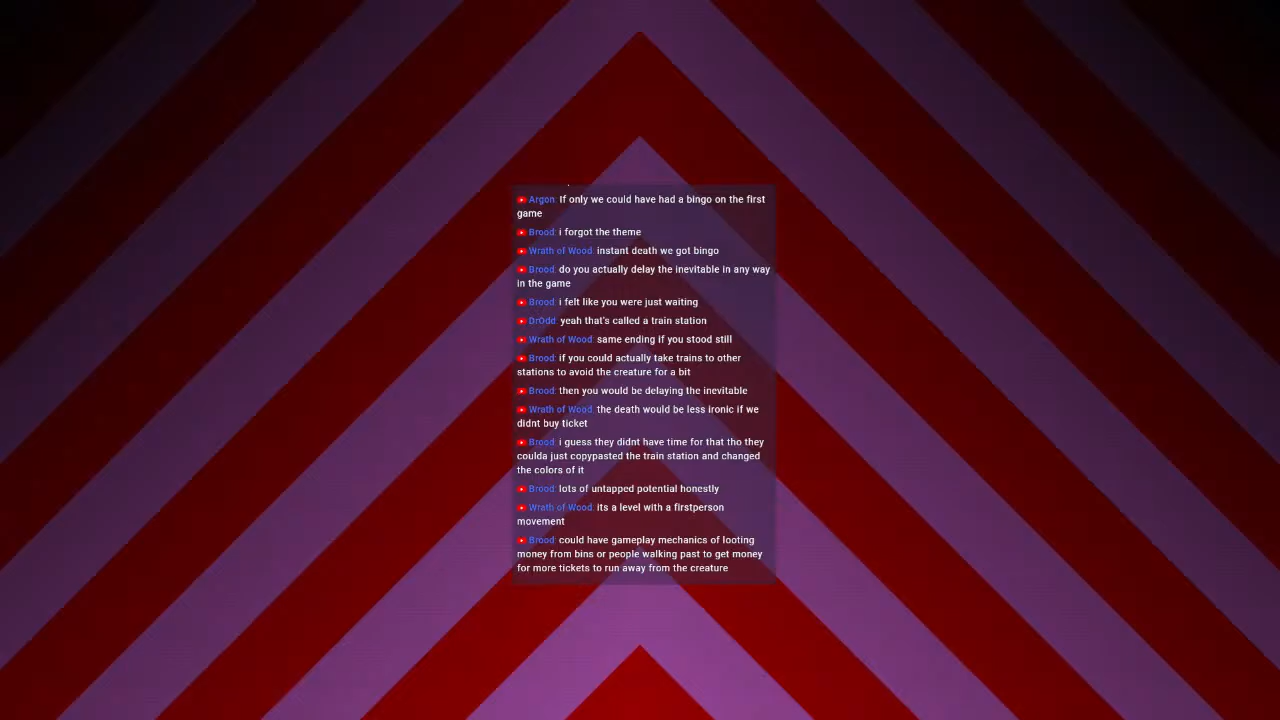 Argon: If only we could have had a bingo on the first
game
Brood: i forgot the theme
Wrath of Wood: instant death we got bingo
Brood: do you actually delay the inevitable in any way
in the game
Brood: i felt like you were just waiting
DrOdd: yeah that's called a train station
Wrath of Wood: same ending if you stood still
Brood: if you could actually take trains to other
stations to avoid the creature for a bit
Brood: then you would be delaying the inevitable
Wrath of Wood: the death would be less ironic if we
didnt buy ticket
Brood: i guess they didnt have time for that tho they
coulda just copypasted the train station and changed
the colors of it
Brood: lots of untapped potential honestly
Wrath of Wood: its a level with a firstperson
movement
Brood: could have gameplay mechanics of looting
money from bins or people walking past to get money
for more tickets to run away from the creature